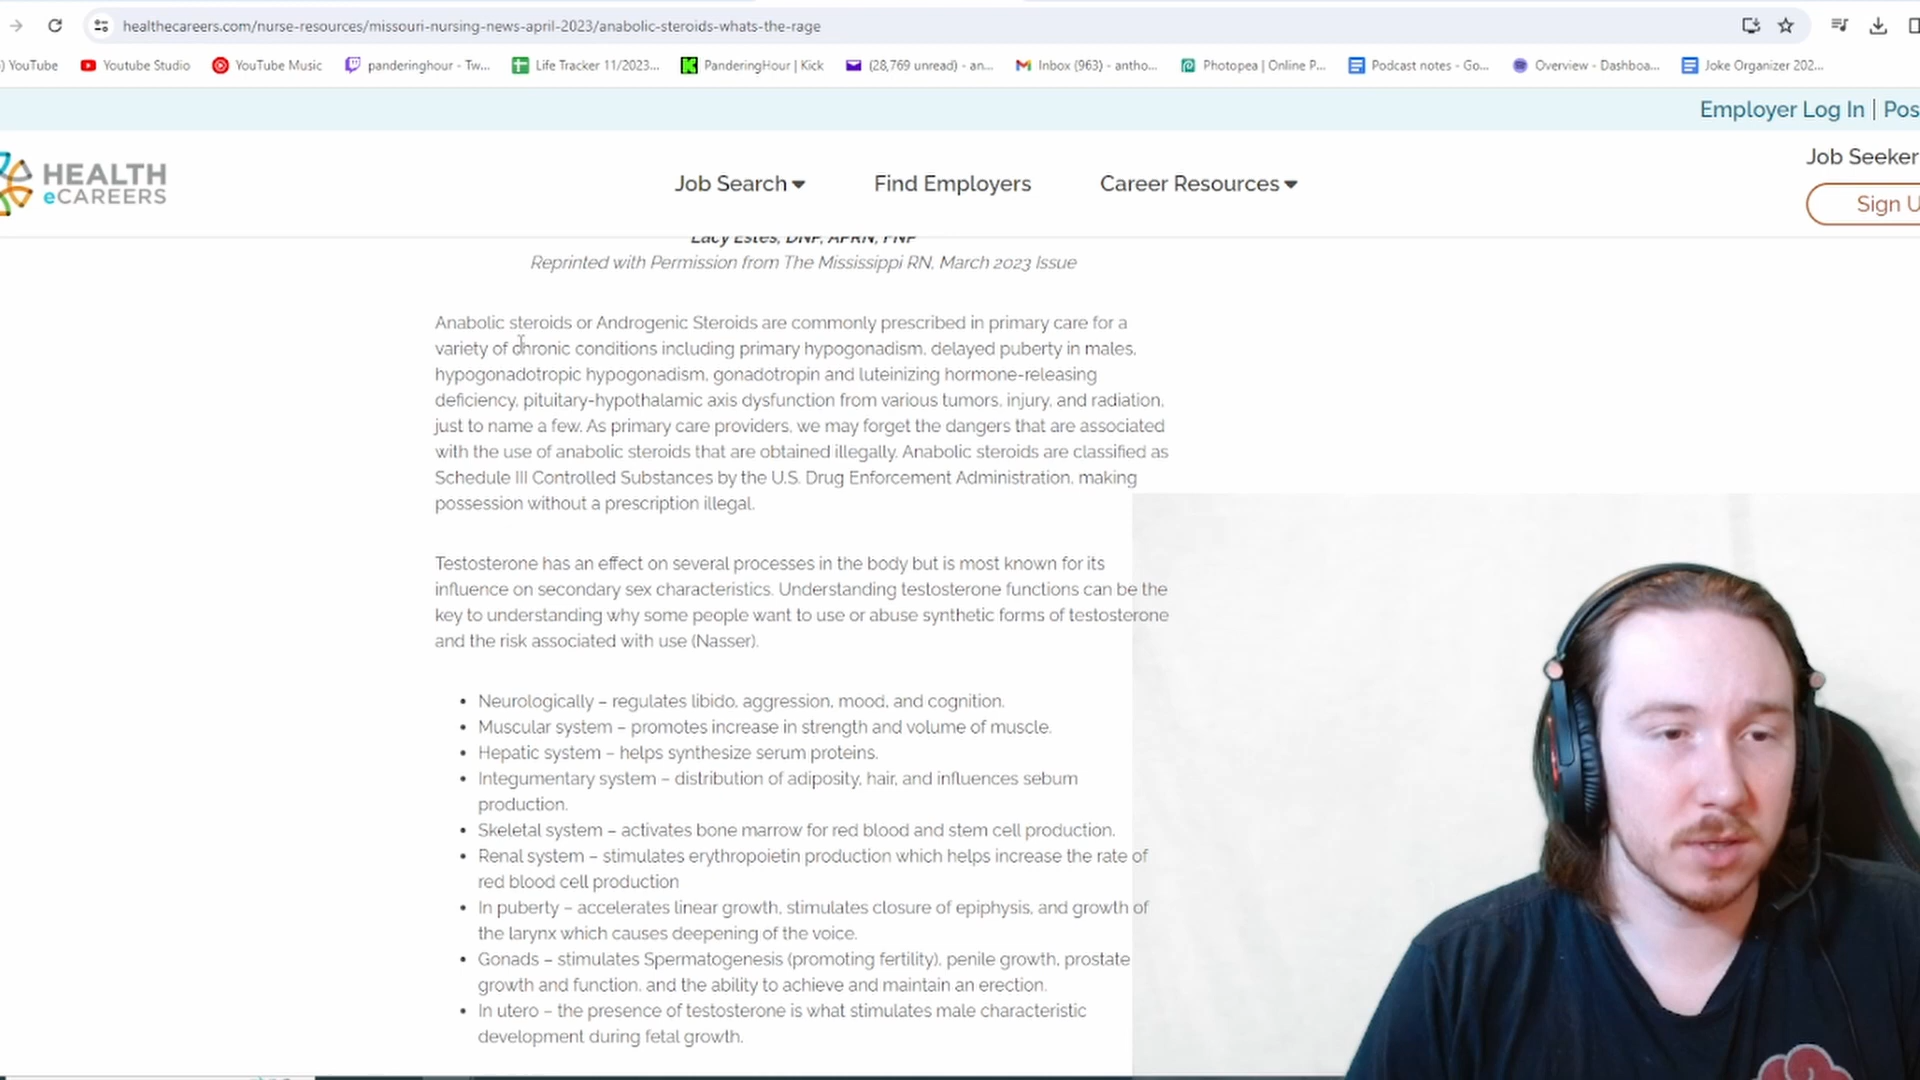 healthecareers.com/nurse-resources/missouri-nursing-news-april-2023/anabolic-steroids-whats-the-rage
) YouTube Youtube Studio YouTube Music panderinghour - Tw... Life Tracker 11/2023... PanderingHour | Kick (28,769 unread) - an... Inbox (963) - antho... Photopea | Online P... Podcast notes - Go... Overview - Dashboa... Joke Organizer 202...
Employer Log In | Pos
HEALTH
eCAREERS
Job Search Find Employers Career Resources
Job Seeker
Sign U
Lacy Estes, DNP, APRN, FNP
Reprinted with Permission from The Mississippi RN, March 2023 Issue
Anabolic steroids or Androgenic Steroids are commonly prescribed in primary care for a
variety of chronic conditions including primary hypogonadism, delayed puberty in males,
hypogonadotropic hypogonadism, gonadotropin and luteinizing hormone-releasing
deficiency, pituitary-hypothalamic axis dysfunction from various tumors, injury, and radiation,
just to name a few. As primary care providers, we may forget the dangers that are associated
with the use of anabolic steroids that are obtained illegally. Anabolic steroids are classified as
Schedule III Controlled Substances by the U.S. Drug Enforcement Administration, making
possession without a prescription illegal.
Testosterone has an effect on several processes in the body but is most known for its
influence on secondary sex characteristics. Understanding testosterone functions can be the
key to understanding why some people want to use or abuse synthetic forms of testosterone
and the risk associated with use (Nasser).
• Neurologically – regulates libido, aggression, mood, and cognition.
• Muscular system – promotes increase in strength and volume of muscle.
• Hepatic system – helps synthesize serum proteins.
• Integumentary system – distribution of adiposity, hair, and influences sebum
production.
• Skeletal system – activates bone marrow for red blood and stem cell production.
• Renal system – stimulates erythropoietin production which helps increase the rate of
red blood cell production
• In puberty – accelerates linear growth, stimulates closure of epiphysis, and growth of
the larynx which causes deepening of the voice.
• Gonads – stimulates Spermatogenesis (promoting fertility), penile growth, prostate
growth and function, and the ability to achieve and maintain an erection.
• In utero – the presence of testosterone is what stimulates male characteristic
development during fetal growth.